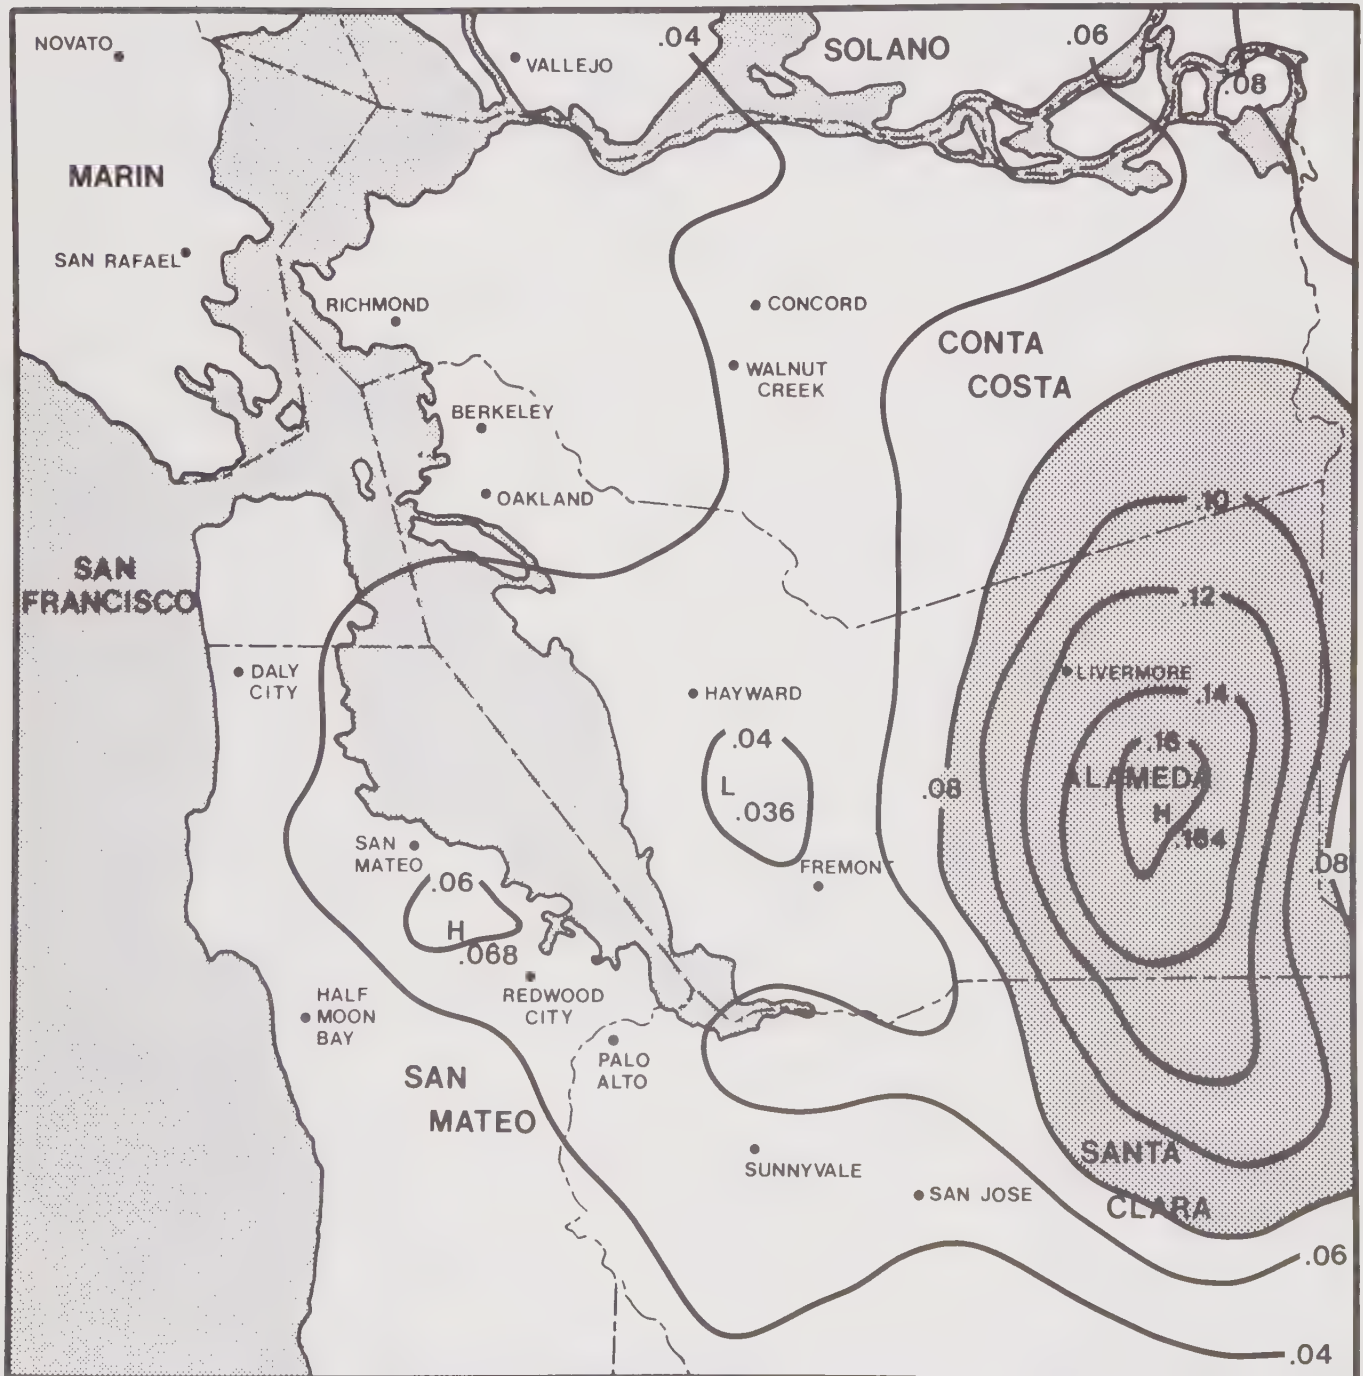 NOVATO
VALLEJO
.04
SOLANO
.06
.08
MARIN
SAN RAFAEL
RICHMOND
CONCORD
CONTA
COSTA
WALNUT
CREEK
BERKELEY
OAKLAND
.10
SAN
FRANCISCO
.12
DALY
CITY
HAYWARD
LIVERMORE
.14
.04
.16
L
.036
.08
ALAMEDA
H
.164
SAN
MATEO
.06
FREMONT
.08
H
.068
REDWOOD
CITY
HALF
MOON
BAY
PALO
ALTO
SAN
MATEO
SUNNYVALE
SANTA
CLARA
SAN JOSE
.06
.04